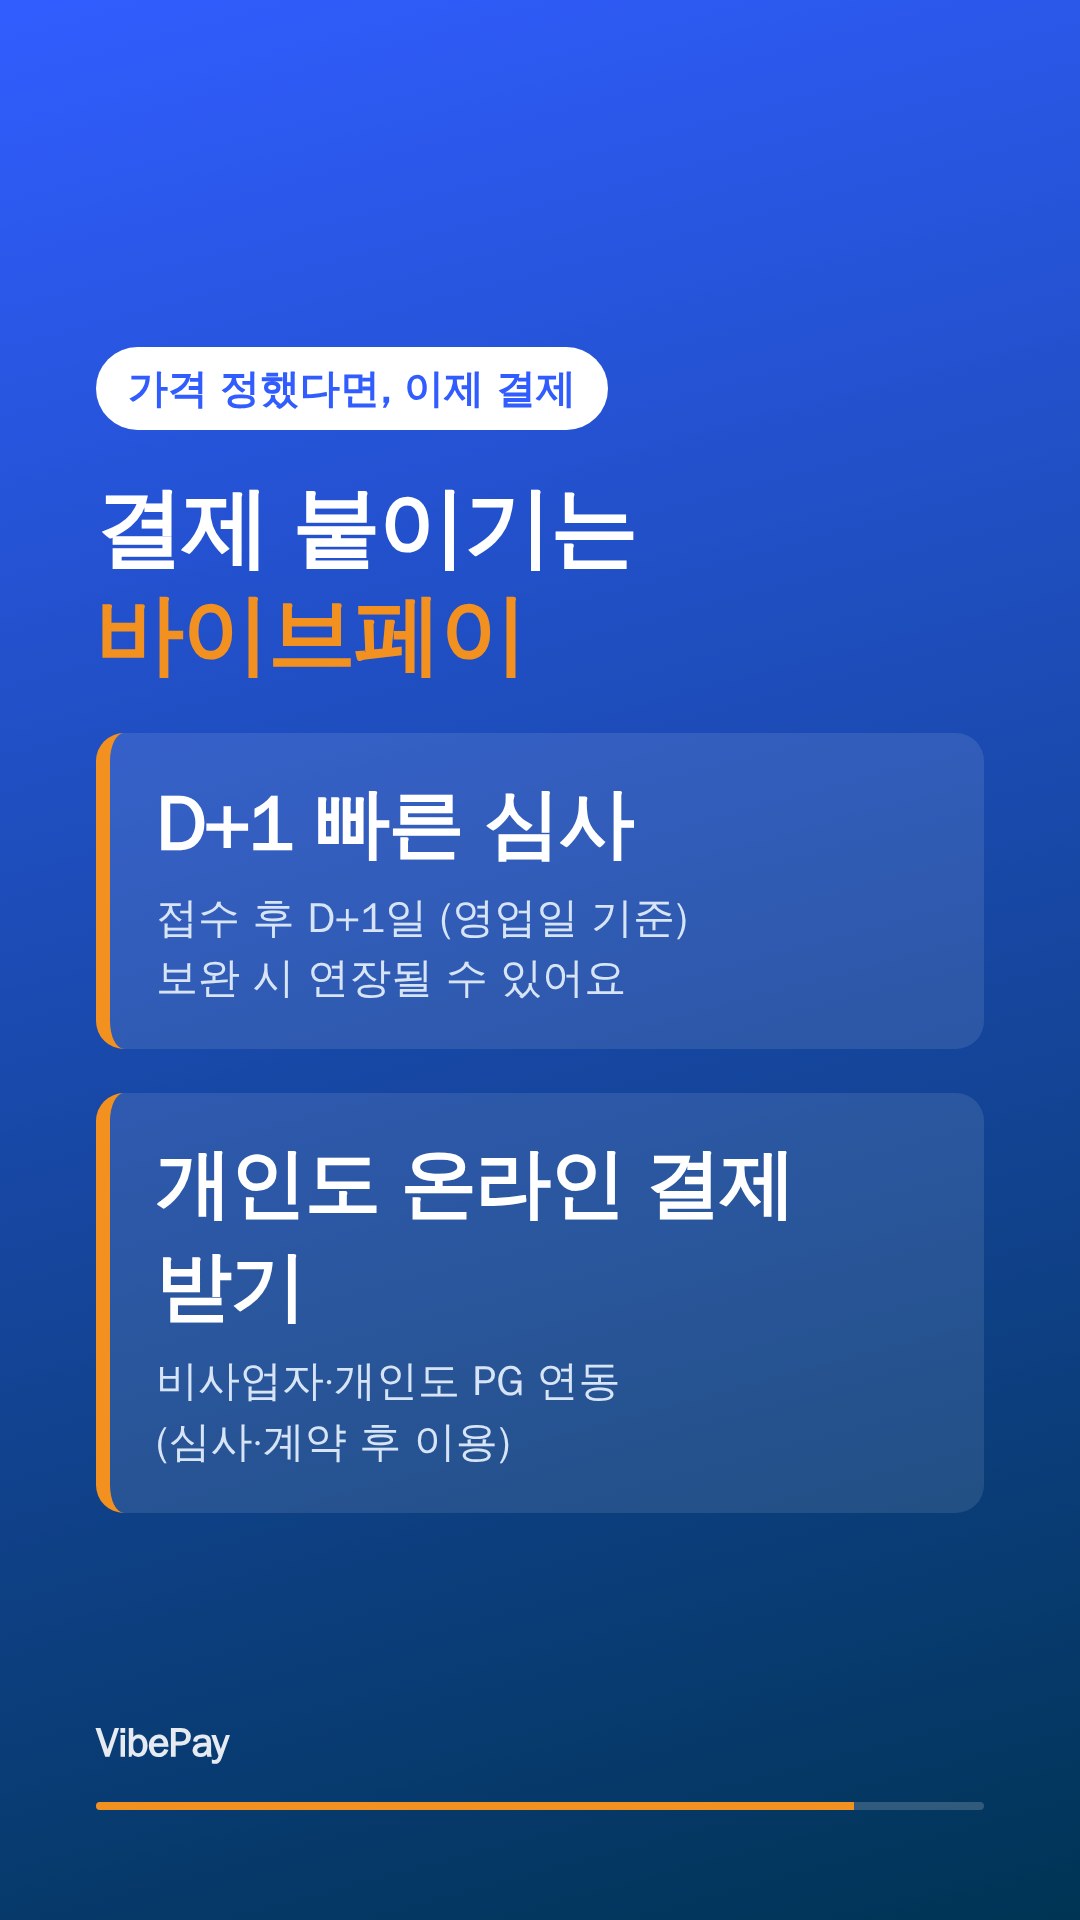 가격 정했다면, 이제 결제
결제 붙이기는
바이브페이
D+1 빠른 심사
접수 후 D+1일 (영업일 기준)
보완 시 연장될 수 있어요
개인도 온라인 결제
받기
비사업자·개인도 PG 연동
(심사·계약 후 이용)
VibePay